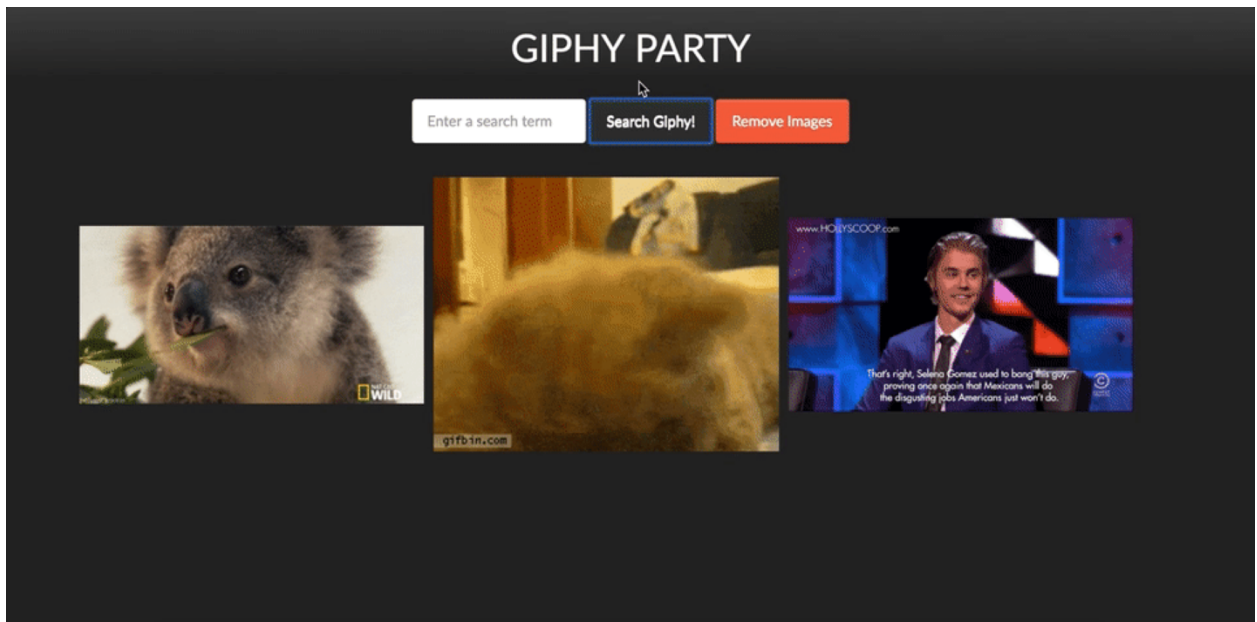 GIPHY PARTY
Enter a search term
Search Giphy!
Remove Images
WILD
gifbin.com
www.HOLLYSCOOP.com
That's right, Selena Gomez used to bang this guy,
proving once again that Mexicans will do
the disgusting jobs Americans just won't do.